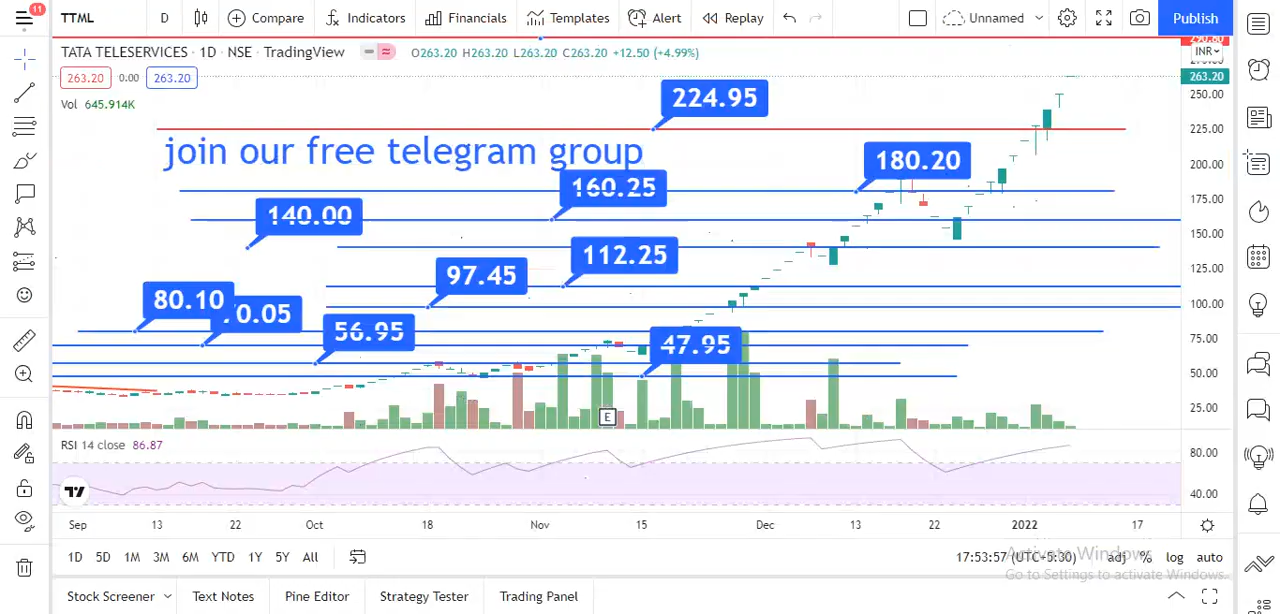 11
TTML
D
Compare
Indicators
Financials
Templates
Alert
Replay
Unnamed
Publish
TATA TELESERVICES · 1D · NSE · TradingView
O263.20 H263.20 L263.20 C263.20 +12.50 (+4.99%)
INR
263.20 0.00 263.20
263.20
Vol 645.914K
250.00
224.95
225.00
join our free telegram group
180.20
200.00
160.25
175.00
140.00
150.00
112.25
97.45
125.00
80.10
100.00
56.95
47.95
75.00
50.00
E
25.00
RSI 14 close 86.87
80.00
40.00
Sep 13 22 Oct 18 Nov 15 Dec 13 22 2022 17
1D 5D 1M 3M 6M YTD 1Y 5Y All
17:53:57 (UTC+5:30)
adj % log auto
Activate Windows
Go to Settings to activate Windows.
Stock Screener
Text Notes
Pine Editor
Strategy Tester
Trading Panel